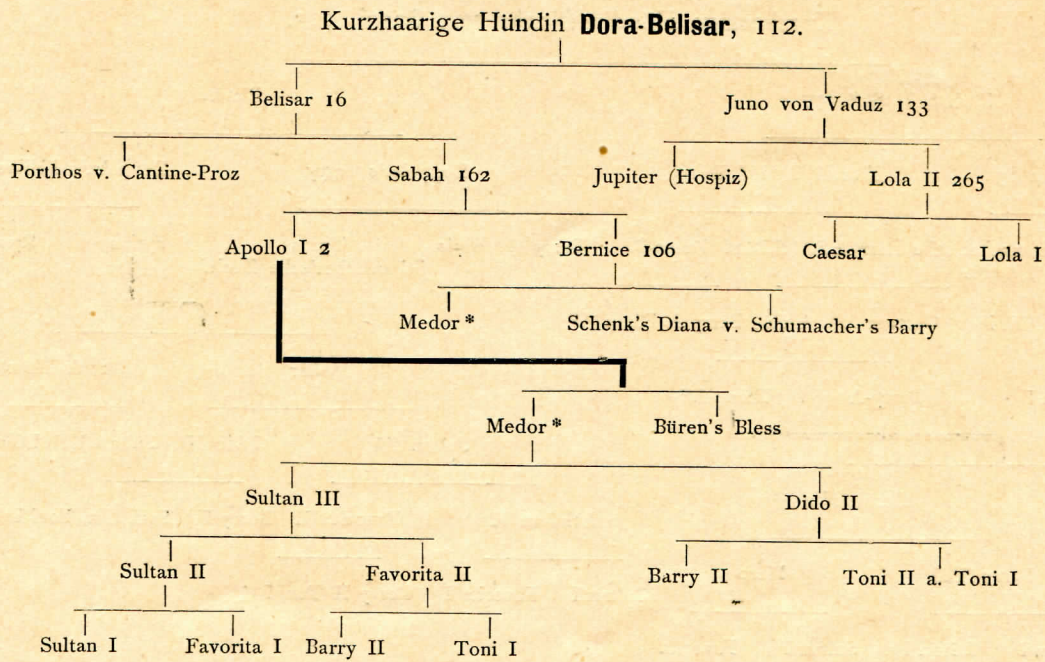 Kurzhaarige Hündin Dora-Belisar, 112.
Belisar 16
Juno von Vaduz 133
Porthos v. Cantine-Proz
Sabah 162
Jupiter (Hospiz)
Lola II 265
Apollo I 2
Bernice 106
Caesar
Lola I
Medor *
Schenk's Diana v. Schumacher's Barry
Medor *
Büren's Bless
Sultan III
Dido II
Sultan II
Favorita II
Barry II
Toni II a. Toni I
Sultan I
Favorita I
Barry II
Toni I